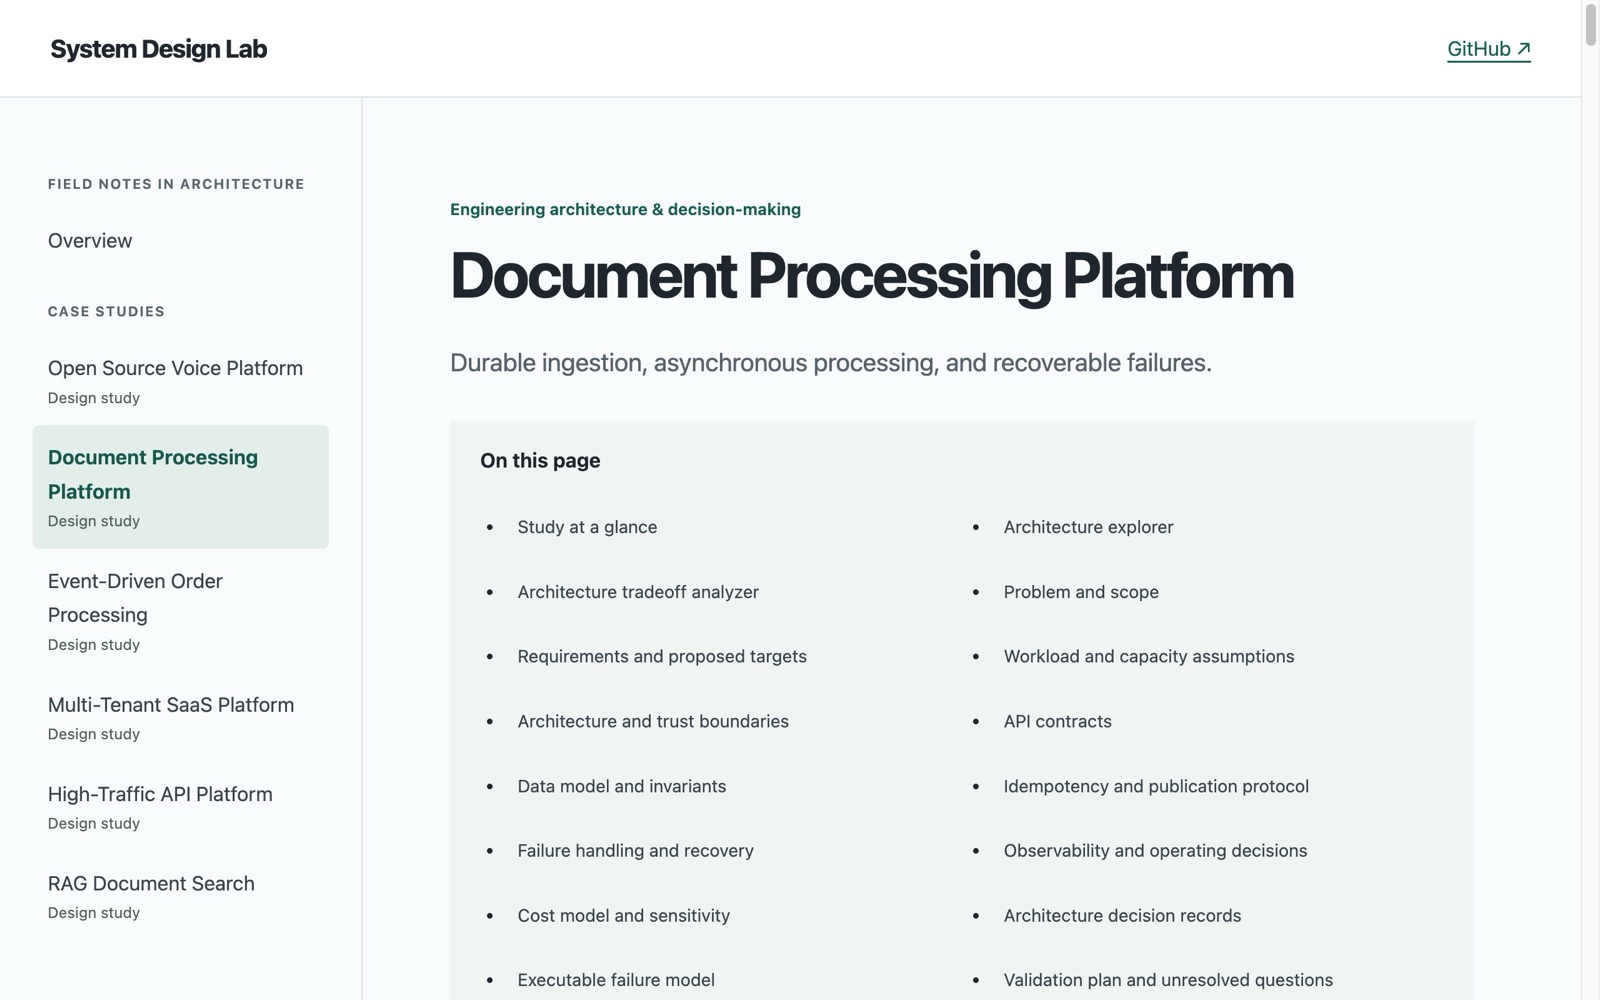 System Design Lab
GitHub ↗
FIELD NOTES IN ARCHITECTURE
Overview
CASE STUDIES
Open Source Voice Platform
Design study
Document Processing
Platform
Design study
Event-Driven Order
Processing
Design study
Multi-Tenant SaaS Platform
Design study
High-Traffic API Platform
Design study
RAG Document Search
Design study
Engineering architecture & decision-making
Document Processing Platform
Durable ingestion, asynchronous processing, and recoverable failures.
On this page
• Study at a glance
• Architecture explorer
• Architecture tradeoff analyzer
• Problem and scope
• Requirements and proposed targets
• Workload and capacity assumptions
• Architecture and trust boundaries
• API contracts
• Data model and invariants
• Idempotency and publication protocol
• Failure handling and recovery
• Observability and operating decisions
• Cost model and sensitivity
• Architecture decision records
• Executable failure model
• Validation plan and unresolved questions